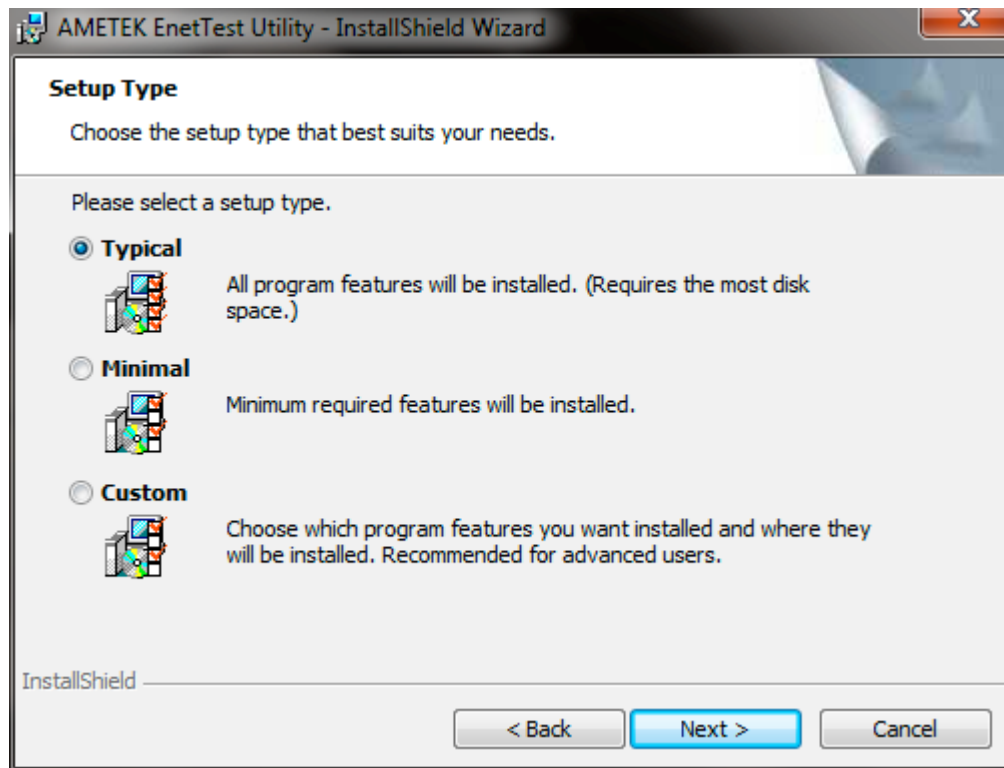 AMETEK EnetTest Utility - InstallShield Wizard
Setup Type
Choose the setup type that best suits your needs.
Please select a setup type.
Typical
All program features will be installed. (Requires the most disk
space.)
Minimal
Minimum required features will be installed.
Custom
Choose which program features you want installed and where they
will be installed. Recommended for advanced users.
InstallShield
< Back
Next >
Cancel